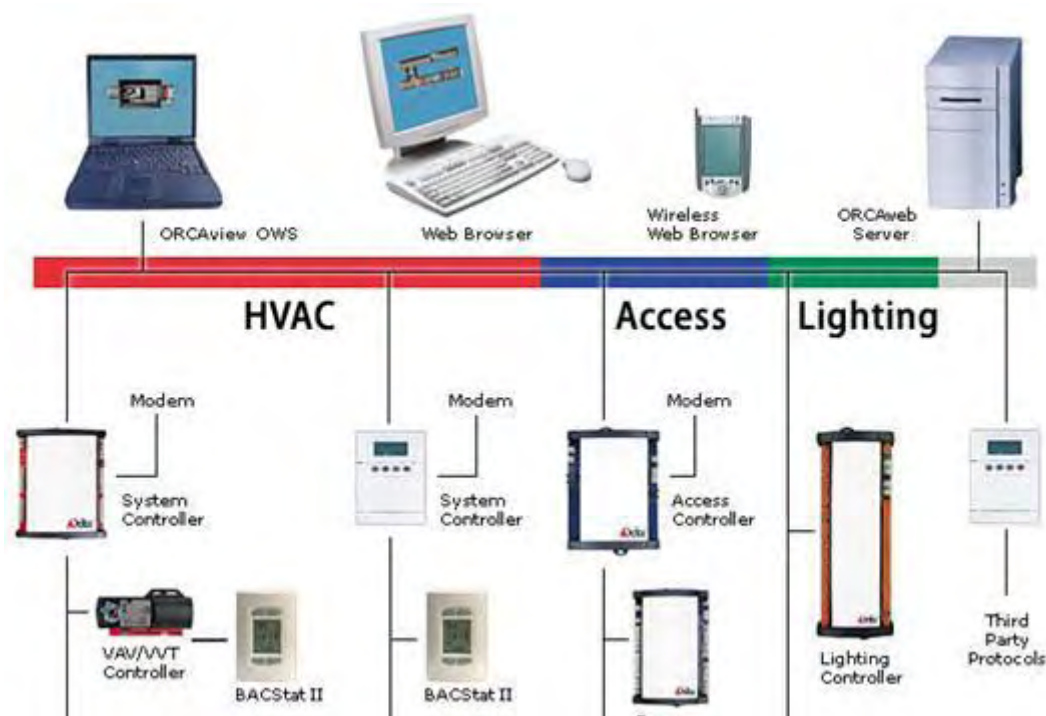 ORCAview OWS
Web Browser
Wireless
Web Browser
ORCAweb
Server
HVAC
Access
Lighting
Modem
Modem
Modem
System
Controller
System
Controller
Access
Controller
VAV/VVT
Controller
BACStat II
BACStat II
Lighting
Controller
Third
Party
Protocols